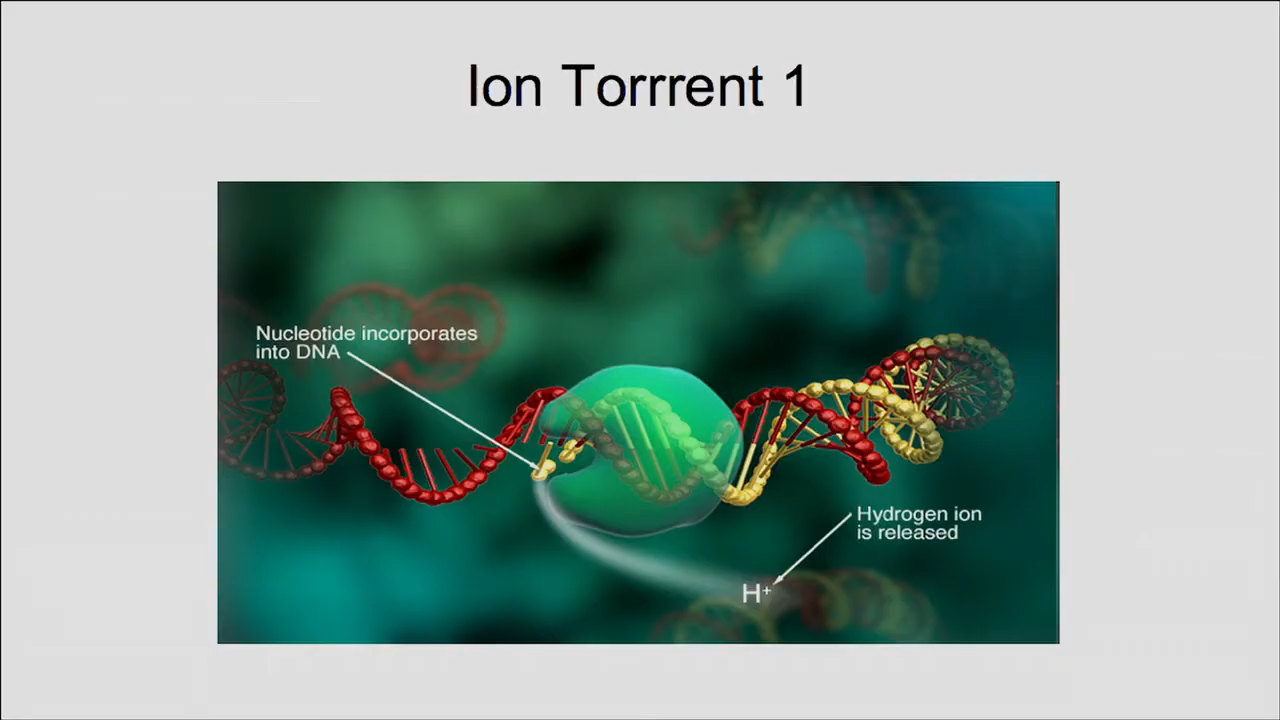 Ion Torrrent 1
Nucleotide incorporates
into DNA
Hydrogen ion
is released
H⁺